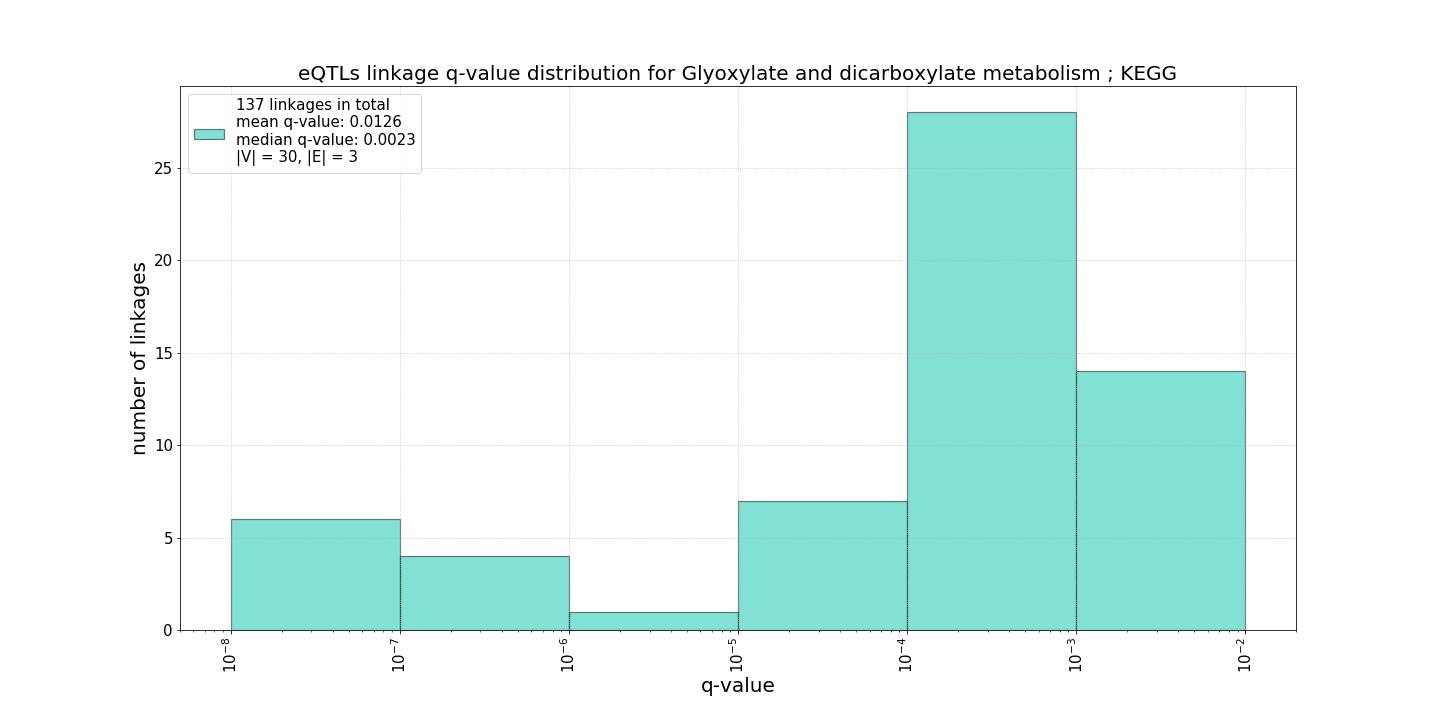 eQTLs linkage q-value distribution for Glyoxylate and dicarboxylate metabolism ; KEGG
137 linkages in total
mean q-value: 0.0126
median q-value: 0.0023
|V| = 30, |E| = 3
25
20
15
10
5
0
number of linkages
10⁻⁸
10⁻⁷
10⁻⁶
10⁻⁵
10⁻⁴
10⁻³
10⁻²
q-value